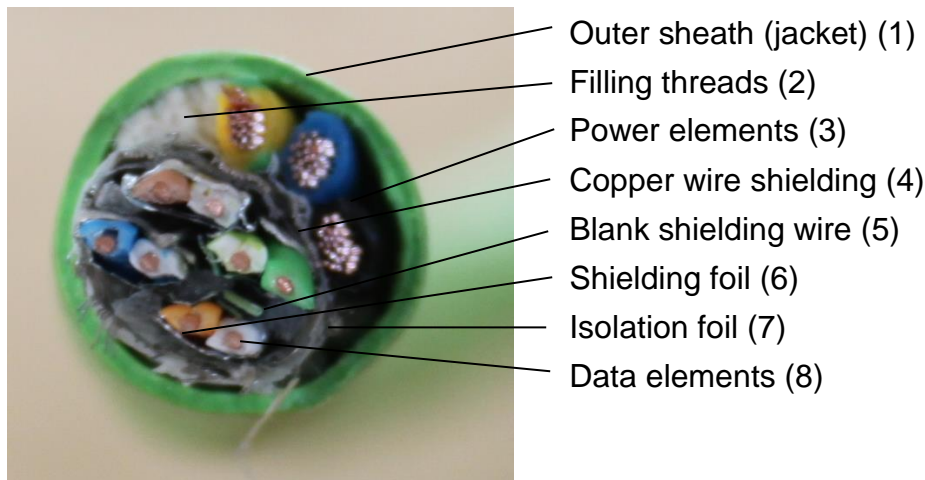 Outer sheath (jacket) (1)
Filling threads (2)
Power elements (3)
Copper wire shielding (4)
Blank shielding wire (5)
Shielding foil (6)
Isolation foil (7)
Data elements (8)